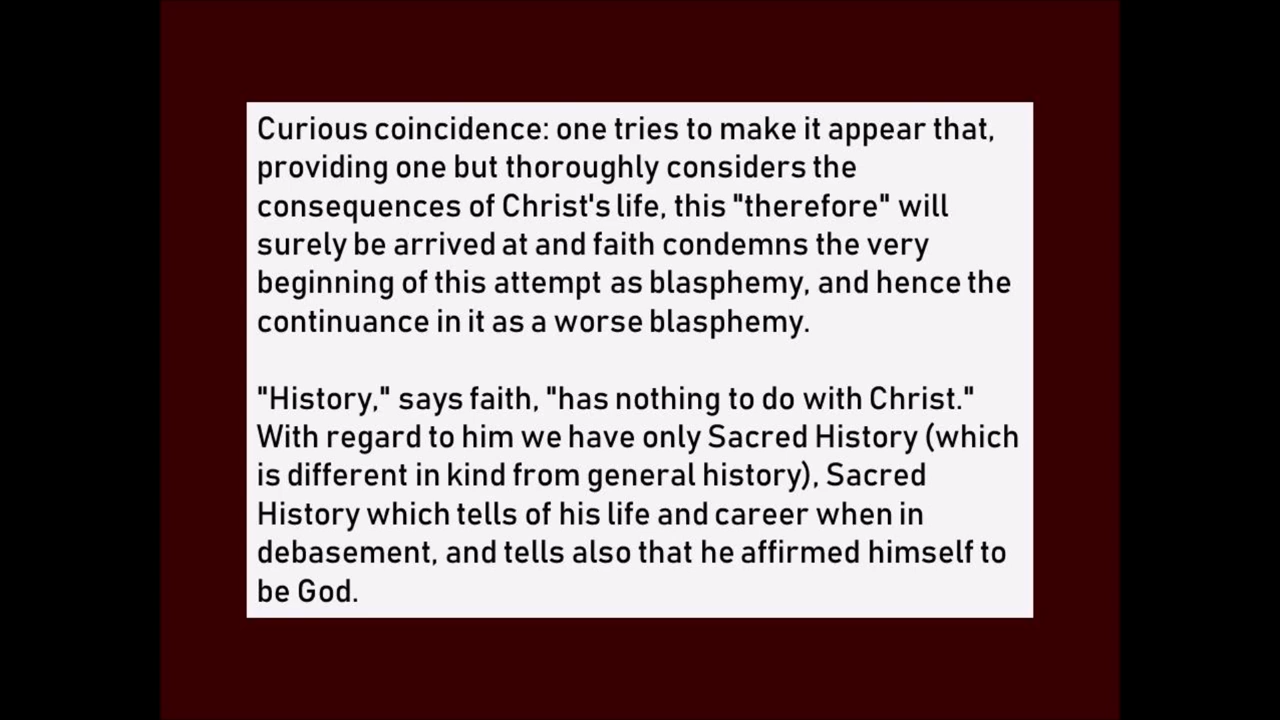 Curious coincidence: one tries to make it appear that,
providing one but thoroughly considers the
consequences of Christ's life, this "therefore" will
surely be arrived at and faith condemns the very
beginning of this attempt as blasphemy, and hence the
continuance in it as a worse blasphemy.
"History," says faith, "has nothing to do with Christ."
With regard to him we have only Sacred History (which
is different in kind from general history), Sacred
History which tells of his life and career when in
debasement, and tells also that he affirmed himself to
be God.